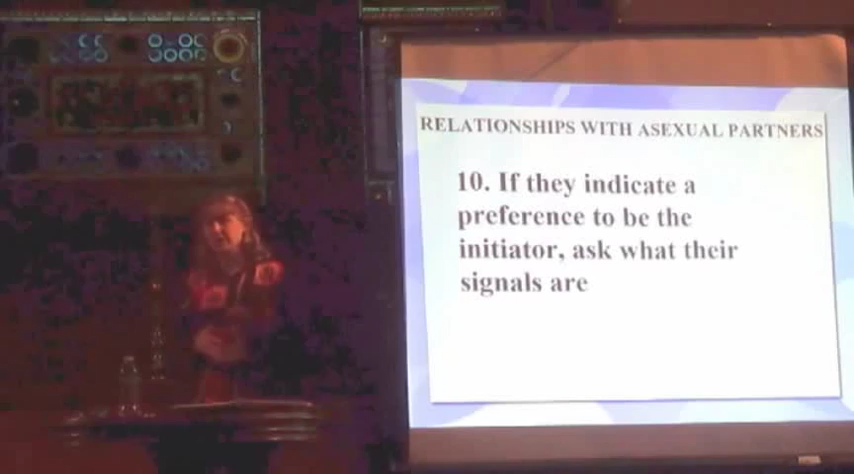 RELATIONSHIPS WITH ASEXUAL PARTNERS
10. If they indicate a
preference to be the
initiator, ask what their
signals are